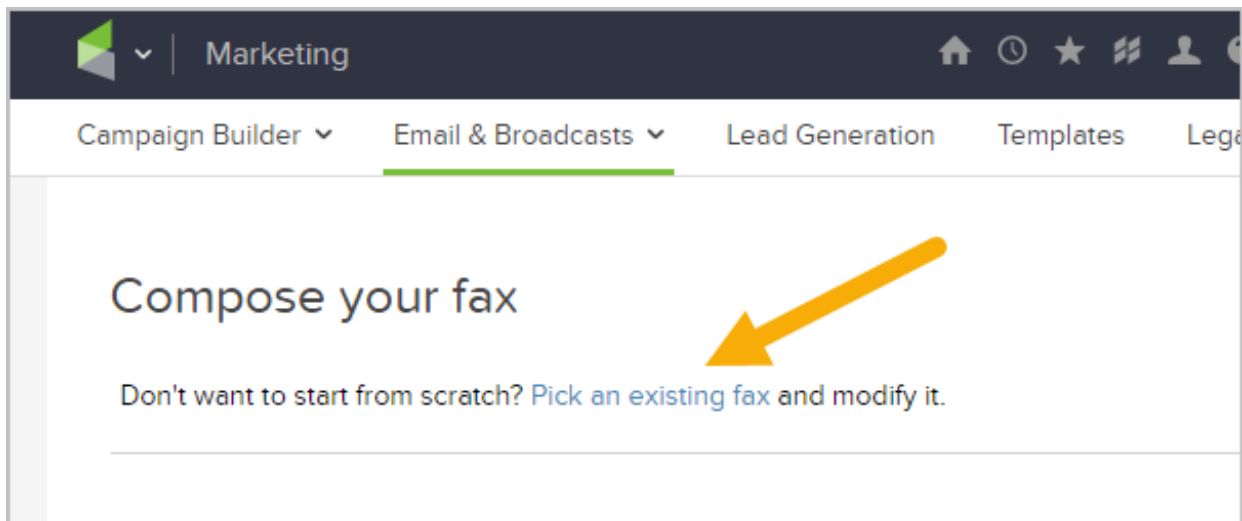 Marketing
Campaign Builder Email & Broadcasts Lead Generation Templates
Compose your fax
Don't want to start from scratch? Pick an existing fax and modify it.